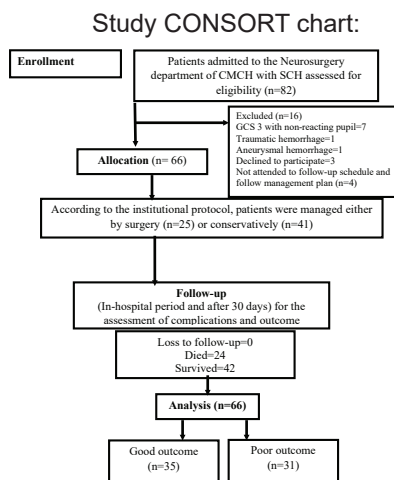 Study CONSORT chart:
Enrollment
Patients admitted to the Neurosurgery
department of CMCH with SCH assessed for
eligibility (n=82)
Excluded (n=16)
GCS 3 with non-reacting pupil=7
Traumatic hemorrhage=1
Aneurysmal hemorrhage=1
Declined to participate=3
Not attended to follow-up schedule and
follow management plan (n=4)
Allocation (n= 66)
According to the institutional protocol, patients were managed either
by surgery (n=25) or conservatively (n=41)
Follow-up
(In-hospital period and after 30 days) for the
assessment of complications and outcome
Loss to follow-up=0
Died=24
Survived=42
Analysis (n=66)
Good outcome
(n=35)
Poor outcome
(n=31)